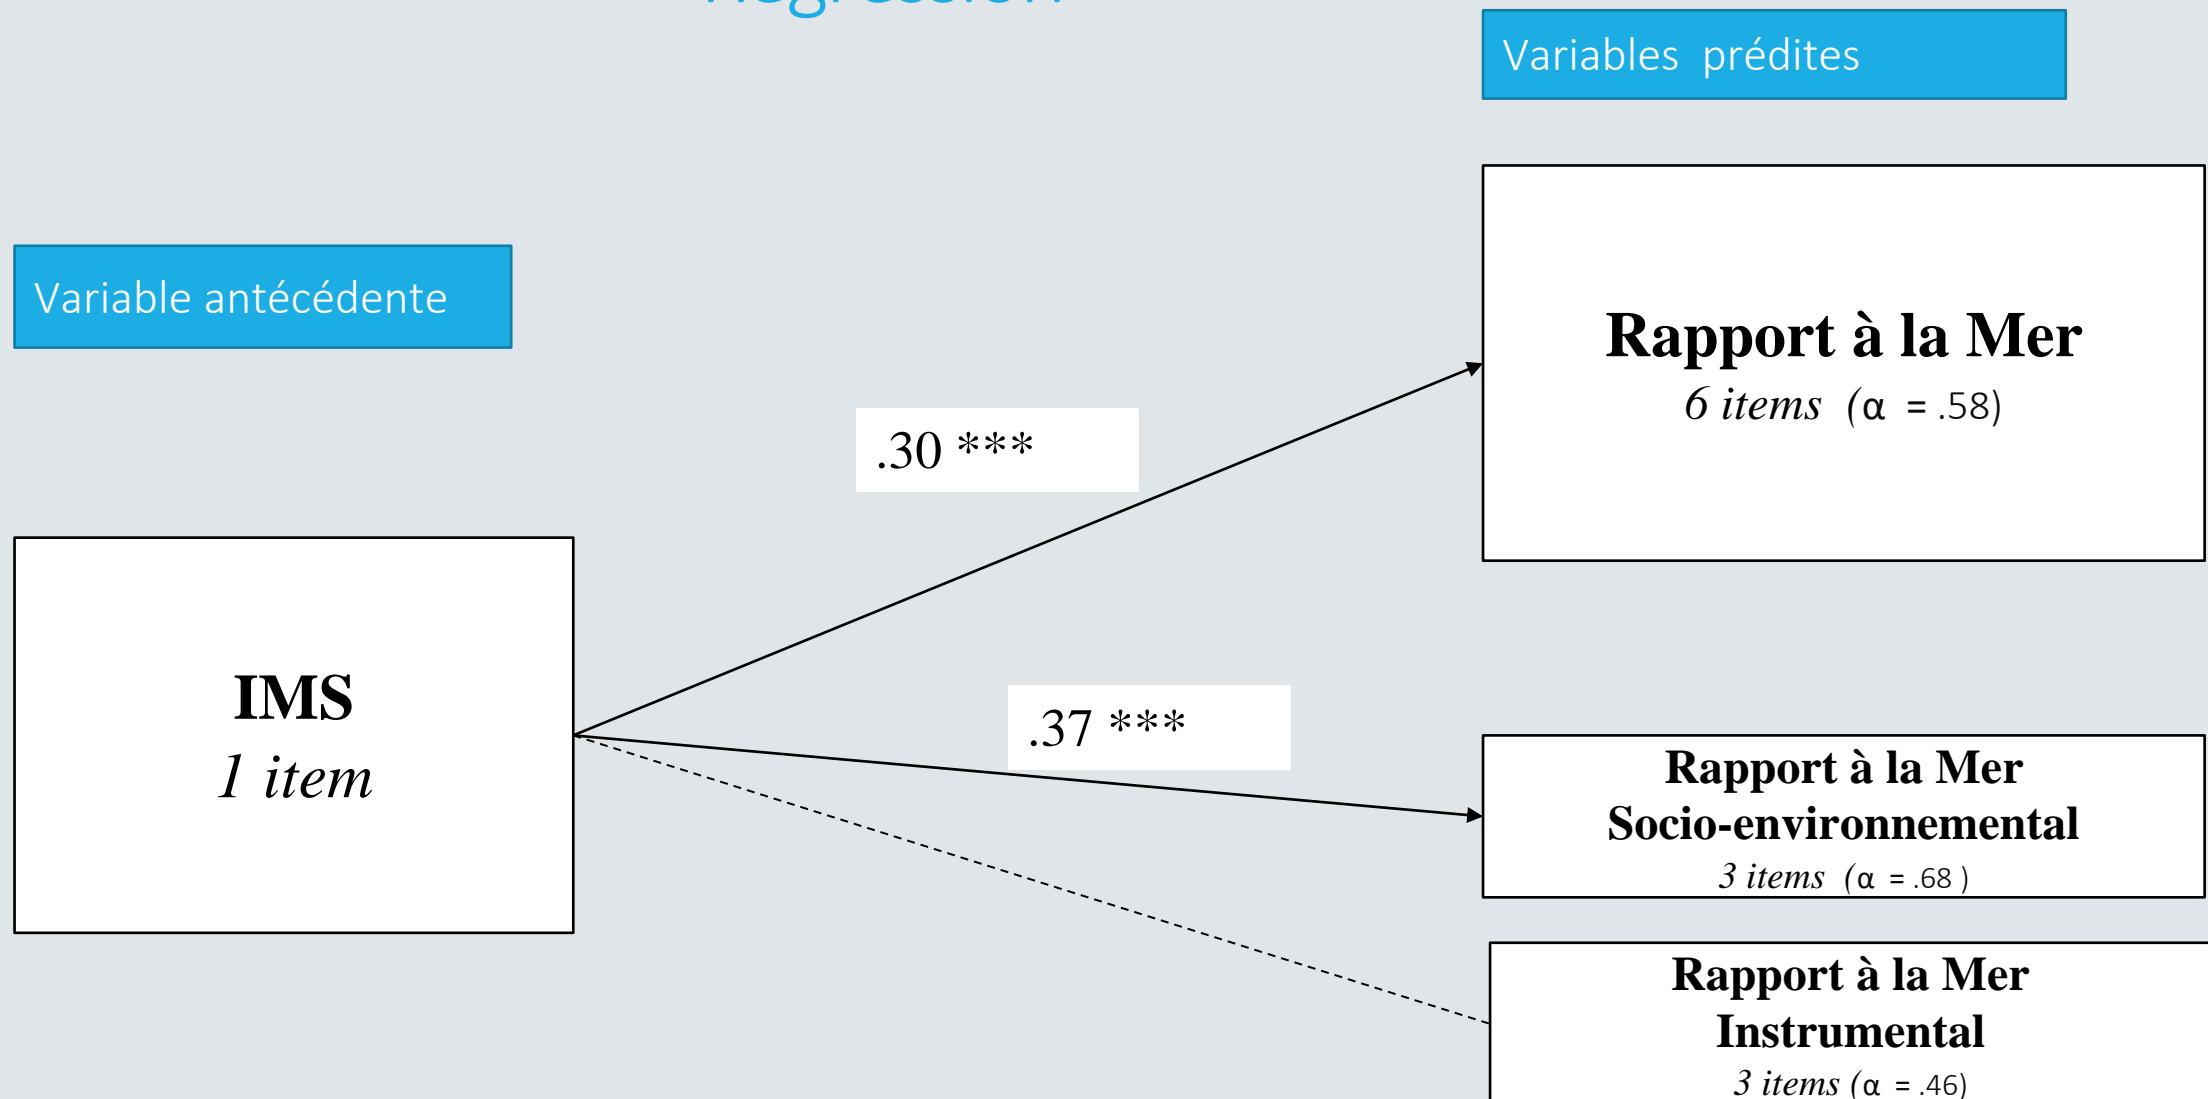 Régression
Variables prédites
Variable antécédente
Rapport à la Mer
6 items (α = .58)
.30 ***
IMS
1 item
.37 ***
Rapport à la Mer
Socio-environnemental
3 items (α = .68 )
Rapport à la Mer
Instrumental
3 items (α = .46)